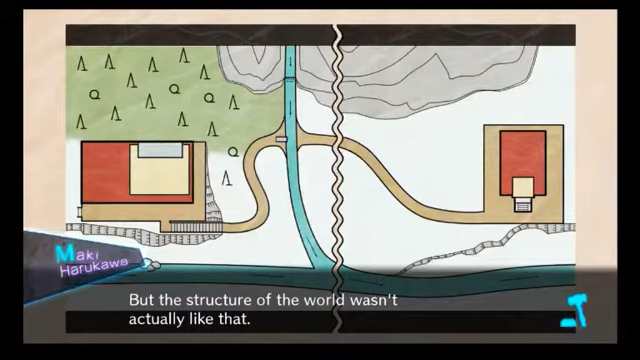 Maki
Harukawa
But the structure of the world wasn't
actually like that.